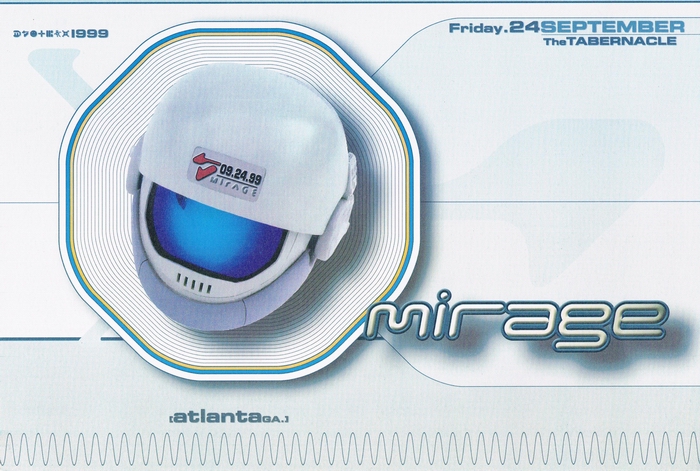 1999
Friday.24SEPTEMBER
TheTABERNACLE
09.24.99
MIRAGE
mirage
[atlantaGA.]